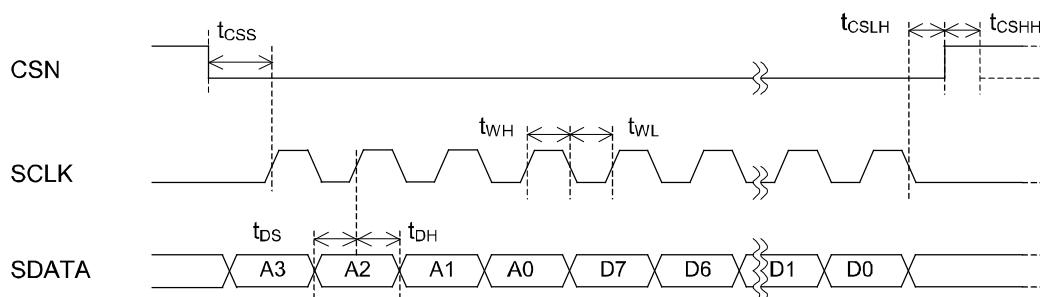 tCSS tCSLH tCSHH
CSN
tWH tWL
SCLK
tDS tDH
SDATA A3 A2 A1 A0 D7 D6 D1 D0